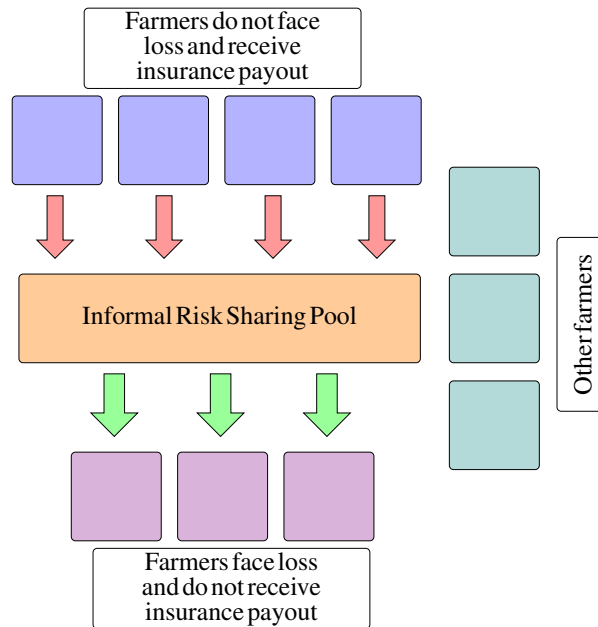 Farmers do not face
loss and receive
insurance payout
Informal Risk Sharing Pool
Other farmers
Farmers face loss
and do not receive
insurance payout